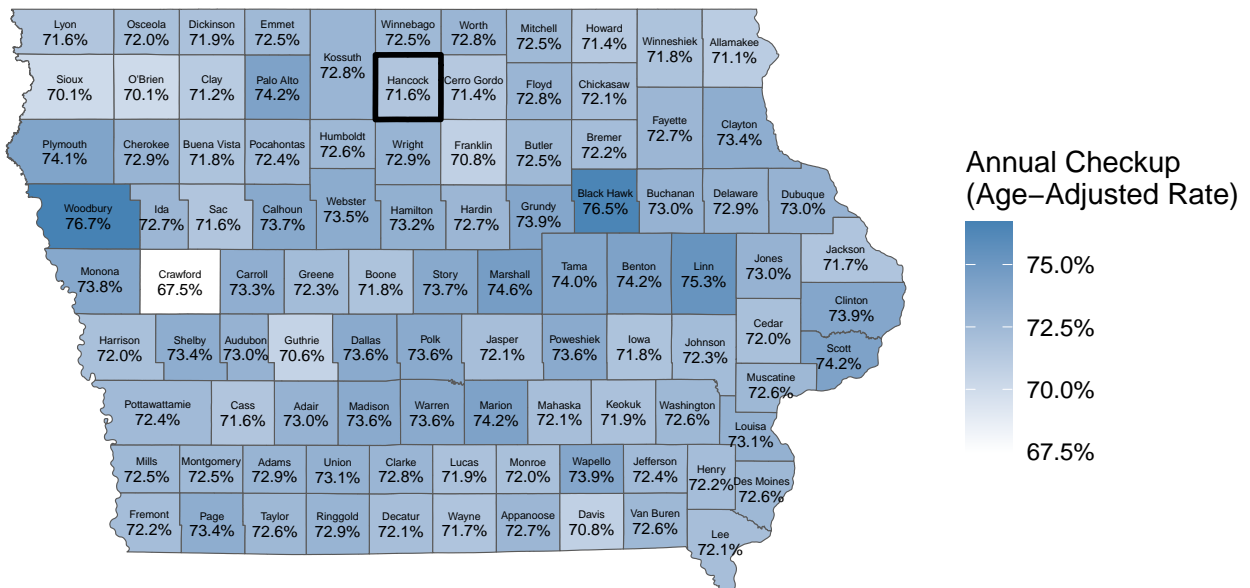 Lyon
71.6%
Osceola
72.0%
Dickinson
71.9%
Emmet
72.5%
Kossuth
72.8%
Winnebago
72.5%
Worth
72.8%
Mitchell
72.5%
Howard
71.4%
Winneshiek
71.8%
Allamakee
71.1%
Sioux
70.1%
O'Brien
70.1%
Clay
71.2%
Palo Alto
74.2%
Hancock
71.6%
Cerro Gordo
71.4%
Floyd
72.8%
Chickasaw
72.1%
Fayette
72.7%
Clayton
73.4%
Plymouth
74.1%
Cherokee
72.9%
Buena Vista
71.8%
Pocahontas
72.4%
Humboldt
72.6%
Wright
72.9%
Franklin
70.8%
Butler
72.5%
Bremer
72.2%
Woodbury
76.7%
Ida
72.7%
Sac
71.6%
Calhoun
73.7%
Webster
73.5%
Hamilton
73.2%
Hardin
72.7%
Grundy
73.9%
Black Hawk
76.5%
Buchanan
73.0%
Delaware
72.9%
Dubuque
73.0%
Monona
73.8%
Crawford
67.5%
Carroll
73.3%
Greene
72.3%
Boone
71.8%
Story
73.7%
Marshall
74.6%
Tama
74.0%
Benton
74.2%
Linn
75.3%
Jones
73.0%
Jackson
71.7%
Clinton
73.9%
Harrison
72.0%
Shelby
73.4%
Audubon
73.0%
Guthrie
70.6%
Dallas
73.6%
Polk
73.6%
Jasper
72.1%
Poweshiek
73.6%
Iowa
71.8%
Johnson
72.3%
Cedar
72.0%
Scott
74.2%
Muscatine
72.6%
Pottawattamie
72.4%
Cass
71.6%
Adair
73.0%
Madison
73.6%
Warren
73.6%
Marion
74.2%
Mahaska
72.1%
Keokuk
71.9%
Washington
72.6%
Louisa
73.1%
Mills
72.5%
Montgomery
72.5%
Adams
72.9%
Union
73.1%
Clarke
72.8%
Lucas
71.9%
Monroe
72.0%
Wapello
73.9%
Jefferson
72.4%
Henry
72.2%
Des Moines
72.6%
Fremont
72.2%
Page
73.4%
Taylor
72.6%
Ringgold
72.9%
Decatur
72.1%
Wayne
71.7%
Appanoose
72.7%
Davis
70.8%
Van Buren
72.6%
Lee
72.1%
Annual Checkup
(Age–Adjusted Rate)
75.0%
72.5%
70.0%
67.5%